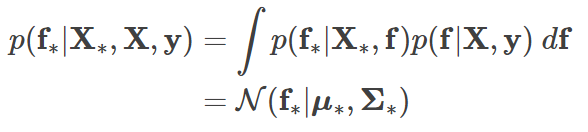 p(f∗|X∗, X, y) = ∫ p(f∗|X∗, f)p(f|X, y) df
= 𝒩(f∗|μ∗, Σ∗)